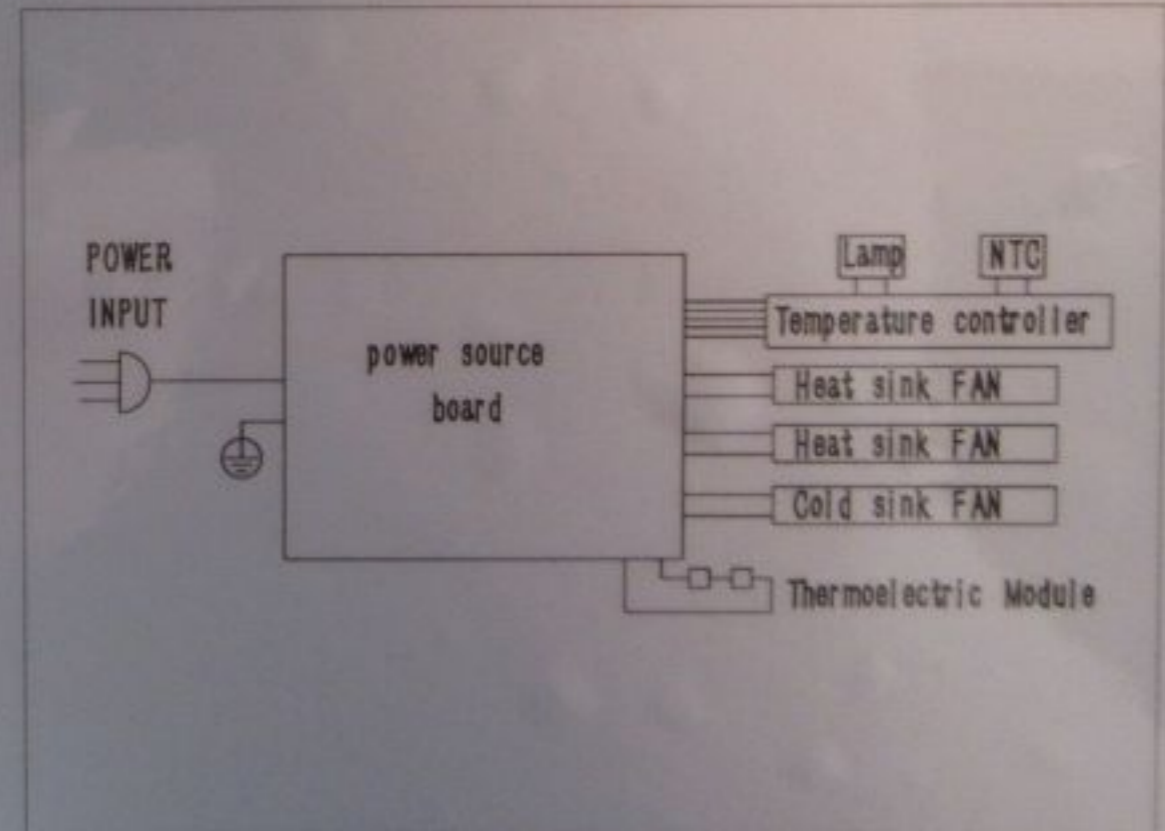 POWER
INPUT
power source
board
Lamp
NTC
Temperature controller
Heat sink FAN
Heat sink FAN
Cold sink FAN
Thermoelectric Module